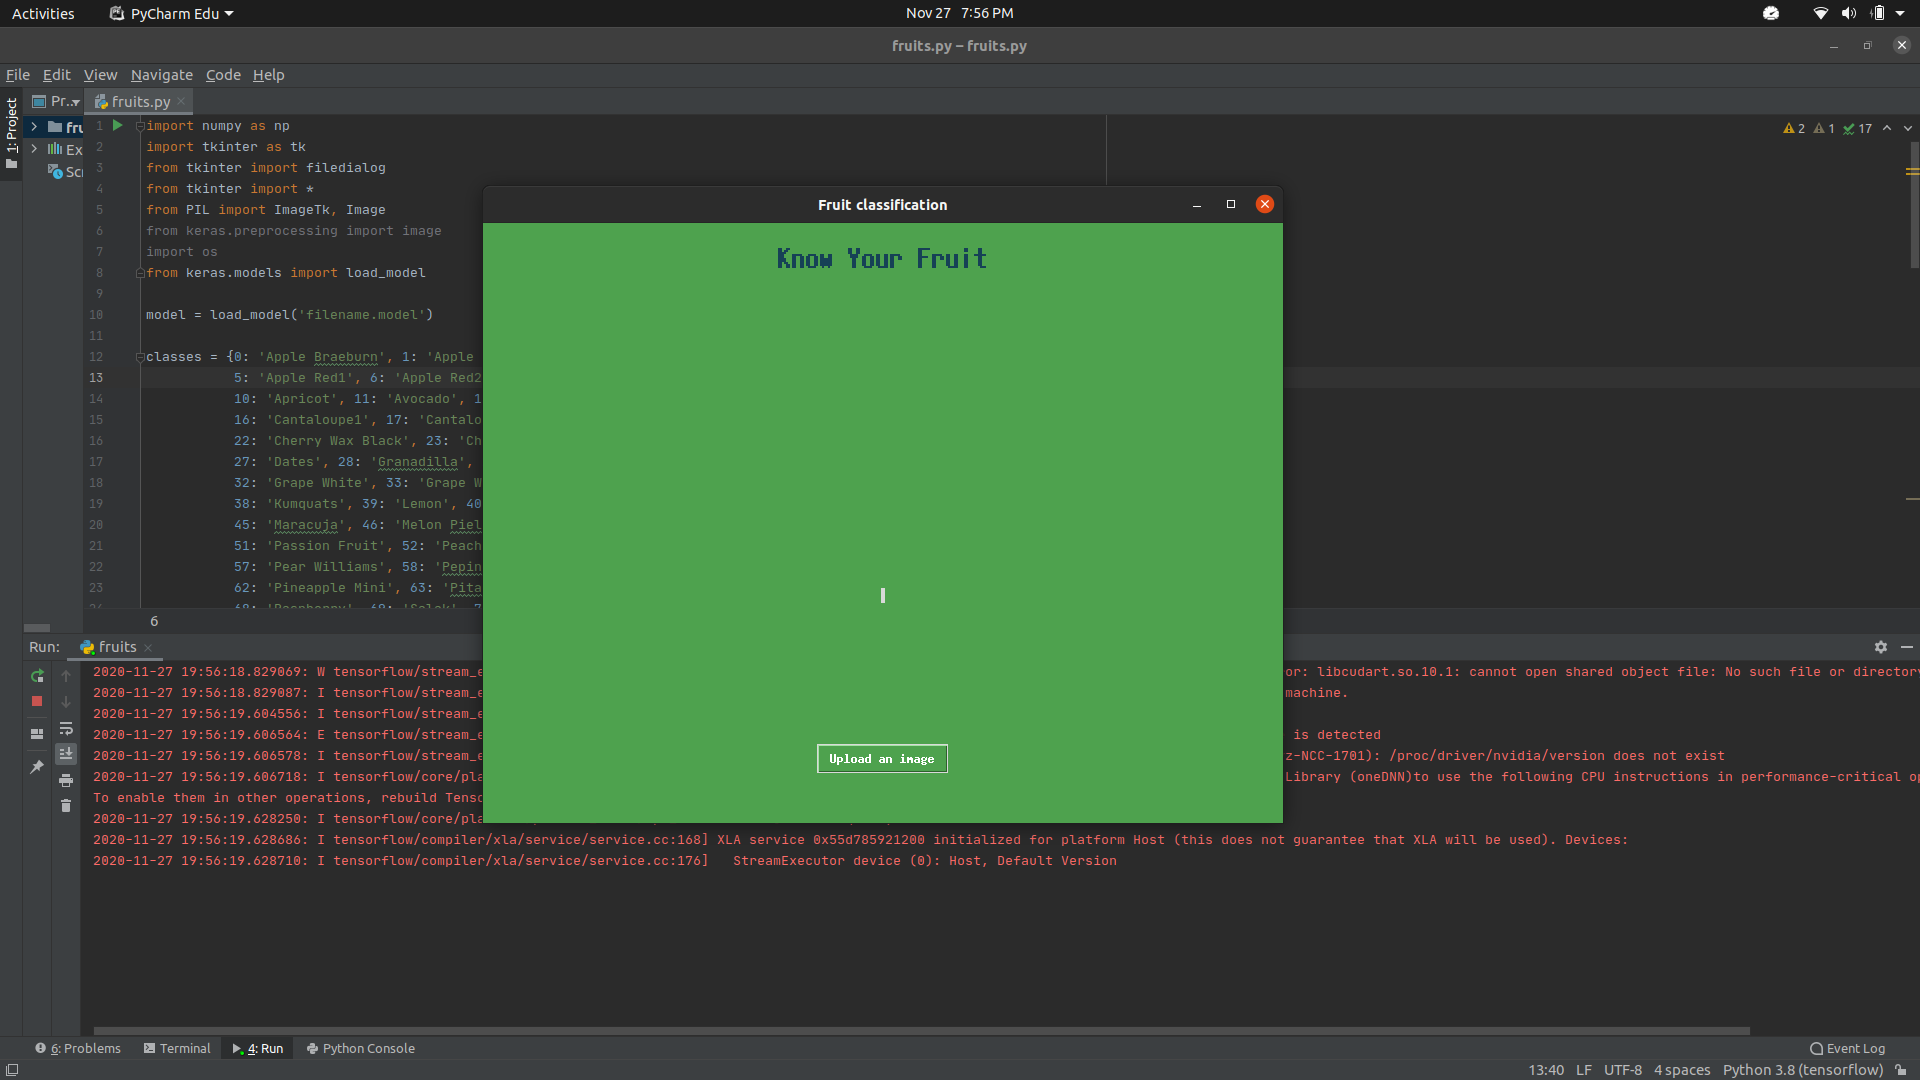 Activities PyCharm Edu Nov 27 7:56 PM
fruits.py – fruits.py
File Edit View Navigate Code Help
1: Project
Pr.. fruits.py
fru
Ex
Scr
1 import numpy as np
2 import tkinter as tk
3 from tkinter import filedialog
4 from tkinter import *
5 from PIL import ImageTk, Image
6 from keras.preprocessing import image
7 import os
8 from keras.models import load_model
9
10 model = load_model('filename.model')
11
12 classes = {0: 'Apple Braeburn', 1: 'Apple
13 5: 'Apple Red1', 6: 'Apple Red2
14 10: 'Apricot', 11: 'Avocado', 1
15 16: 'Cantaloupe1', 17: 'Cantalo
16 22: 'Cherry Wax Black', 23: 'Ch
17 27: 'Dates', 28: 'Granadilla',
18 32: 'Grape White', 33: 'Grape W
19 38: 'Kumquats', 39: 'Lemon', 40
20 45: 'Maracuja', 46: 'Melon Piel
21 51: 'Passion Fruit', 52: 'Peach
22 57: 'Pear Williams', 58: 'Pepin
23 62: 'Pineapple Mini', 63: 'Pita
2 1 17
6
Fruit classification
Know Your Fruit
Upload an image
Run: fruits
2020-11-27 19:56:18.829069: W tensorflow/stream_e or: libcudart.so.10.1: cannot open shared object file: No such file or directory
2020-11-27 19:56:18.829087: I tensorflow/stream_e machine.
2020-11-27 19:56:19.604556: I tensorflow/stream_e
2020-11-27 19:56:19.606564: E tensorflow/stream_e is detected
2020-11-27 19:56:19.606578: I tensorflow/stream_e z-NCC-1701): /proc/driver/nvidia/version does not exist
2020-11-27 19:56:19.606718: I tensorflow/core/pla Library (oneDNN)to use the following CPU instructions in performance-critical op
To enable them in other operations, rebuild Tenso
2020-11-27 19:56:19.628250: I tensorflow/core/pla
2020-11-27 19:56:19.628686: I tensorflow/compiler/xla/service/service.cc:168] XLA service 0x55d785921200 initialized for platform Host (this does not guarantee that XLA will be used). Devices:
2020-11-27 19:56:19.628710: I tensorflow/compiler/xla/service/service.cc:176] StreamExecutor device (0): Host, Default Version
6: Problems Terminal 4: Run Python Console Event Log
13:40 LF UTF-8 4 spaces Python 3.8 (tensorflow)